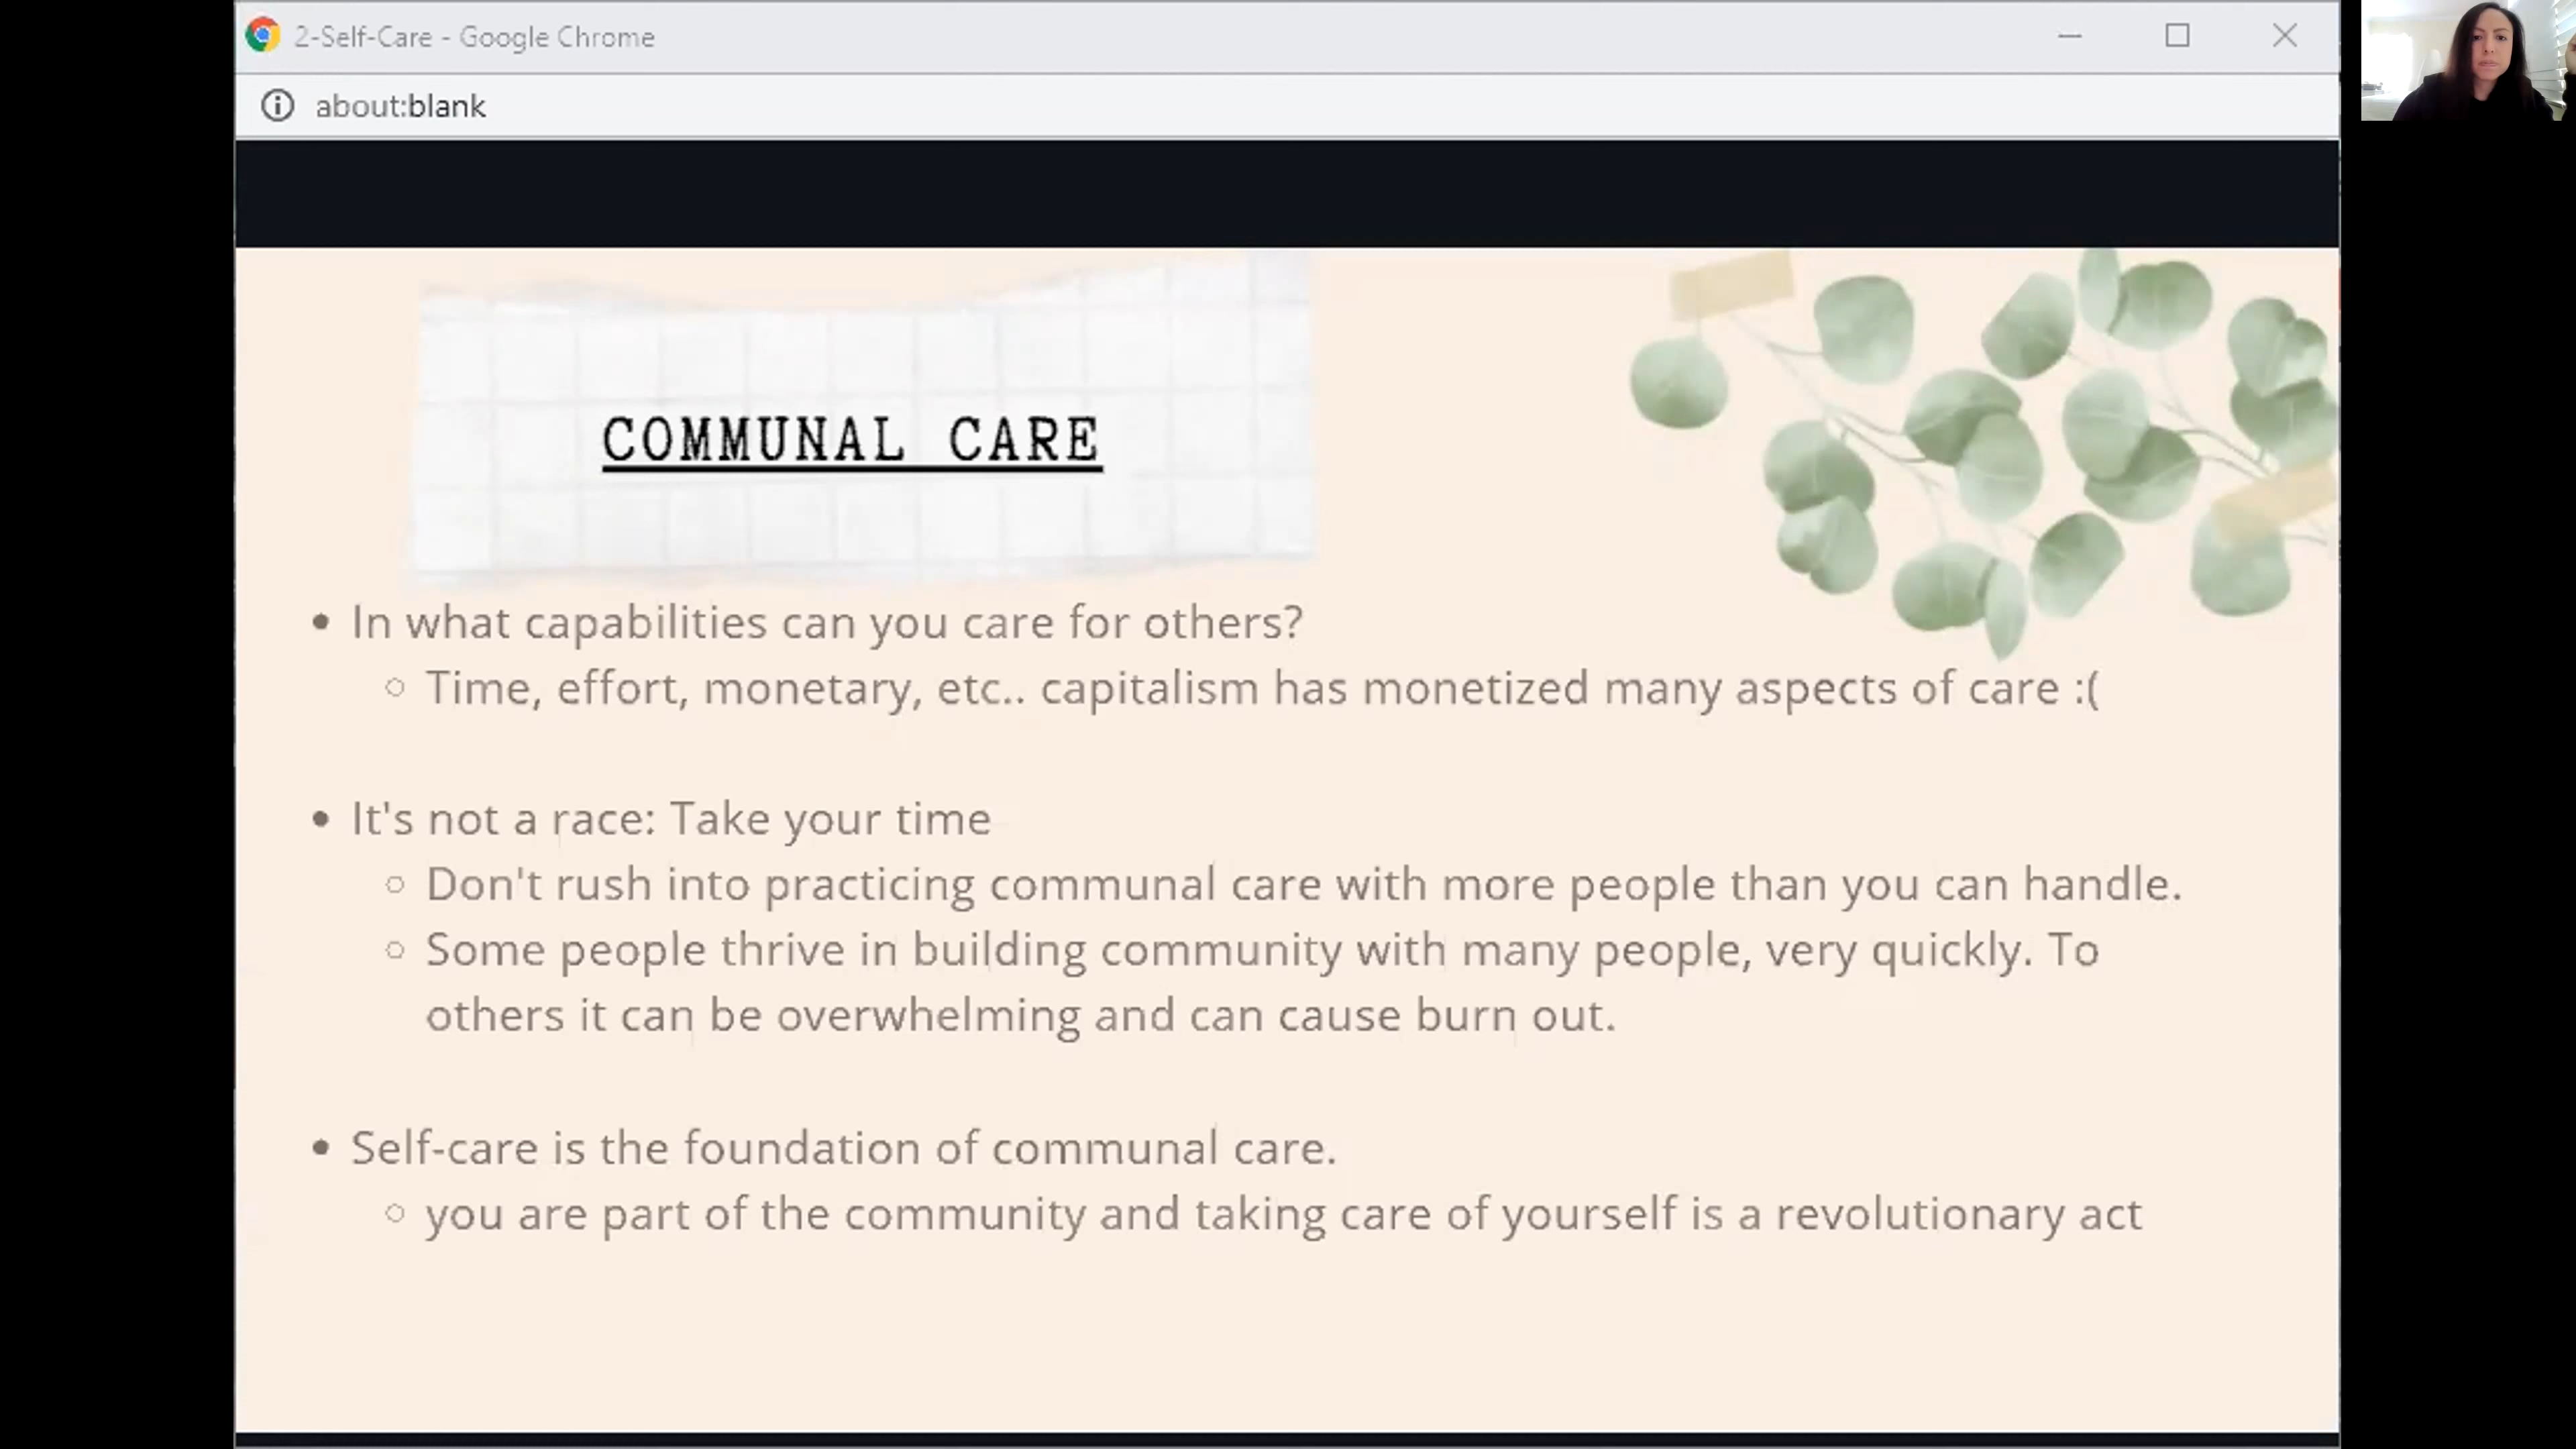 2-Self-Care - Google Chrome
about:blank
COMMUNAL CARE
• In what capabilities can you care for others?
○ Time, effort, monetary, etc.. capitalism has monetized many aspects of care :(
• It's not a race: Take your time
○ Don't rush into practicing communal care with more people than you can handle.
○ Some people thrive in building community with many people, very quickly. To
others it can be overwhelming and can cause burn out.
• Self-care is the foundation of communal care.
○ you are part of the community and taking care of yourself is a revolutionary act